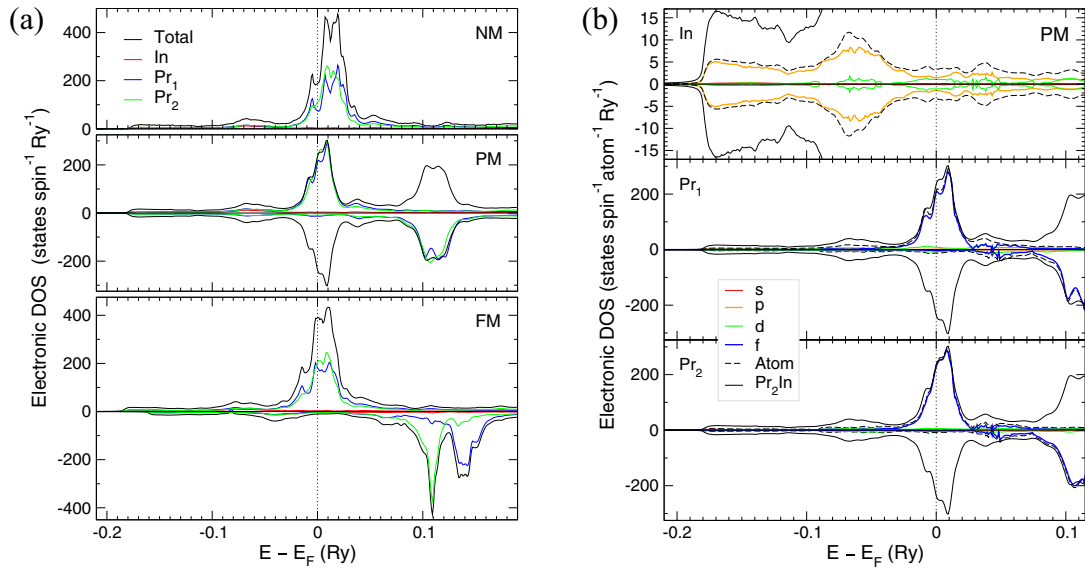 (a)
Electronic DOS (states spin⁻¹ Ry⁻¹)
NM
Total
In
Pr₁
Pr₂
400
200
0
PM
200
0
-200
FM
400
200
0
-200
-400
-0.2 -0.1 0 0.1
E – E_F (Ry)
(b)
Electronic DOS (states spin⁻¹ atom⁻¹ Ry⁻¹)
In
PM
15
10
5
0
5
10
15
Pr₁
200
0
-200
s
p
d
f
Atom
Pr₂In
Pr₂
200
0
-200
-0.2 -0.1 0 0.1
E – E_F (Ry)